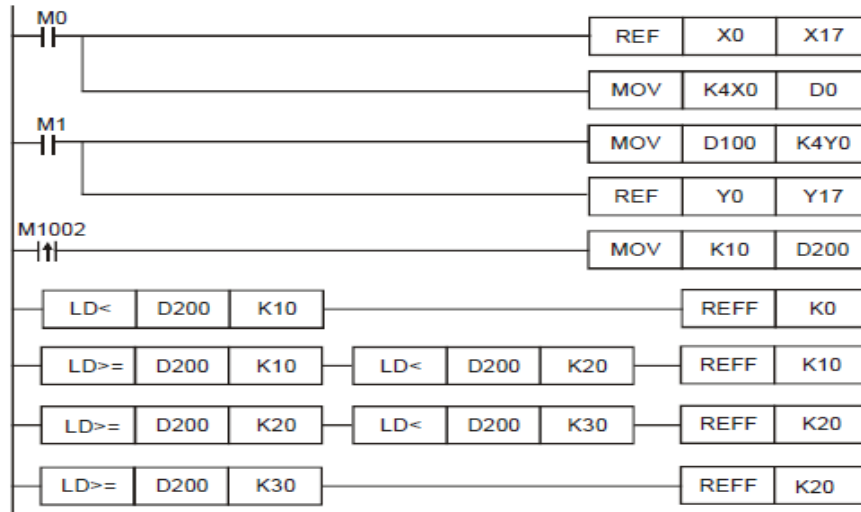 M0
REF X0 X17
MOV K4X0 D0
M1
MOV D100 K4Y0
REF Y0 Y17
M1002
MOV K10 D200
LD< D200 K10 REFF K0
LD>= D200 K10 LD< D200 K20 REFF K10
LD>= D200 K20 LD< D200 K30 REFF K20
LD>= D200 K30 REFF K20